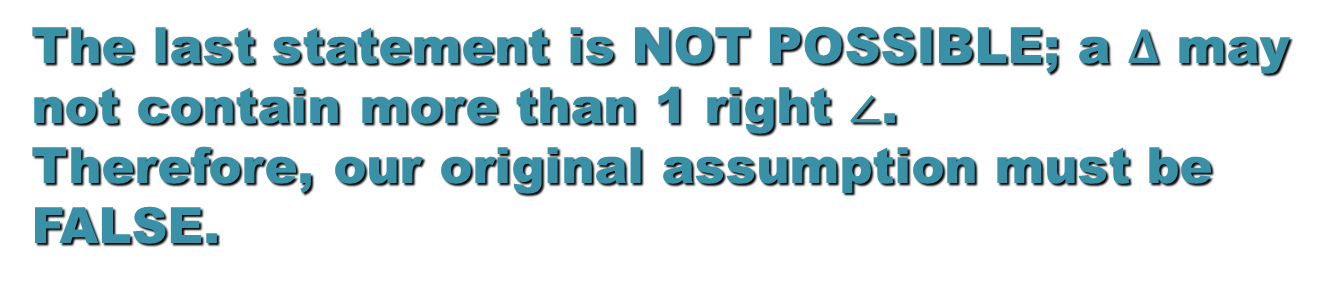 The last statement is NOT POSSIBLE; a Δ may
not contain more than 1 right ∠.
Therefore, our original assumption must be
FALSE.